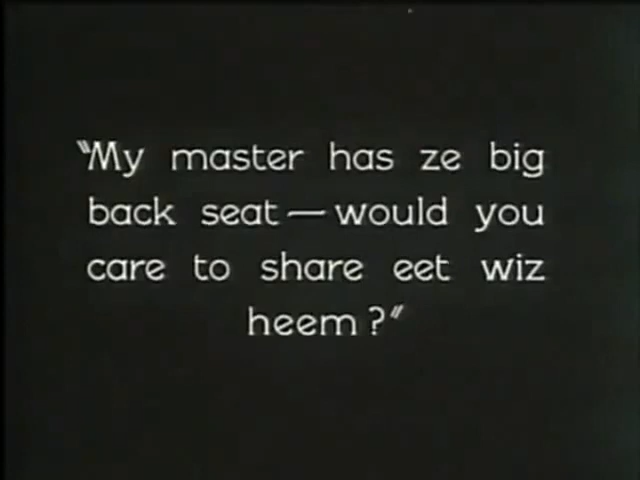 "My master has ze big
back seat — would you
care to share eet wiz
heem?"